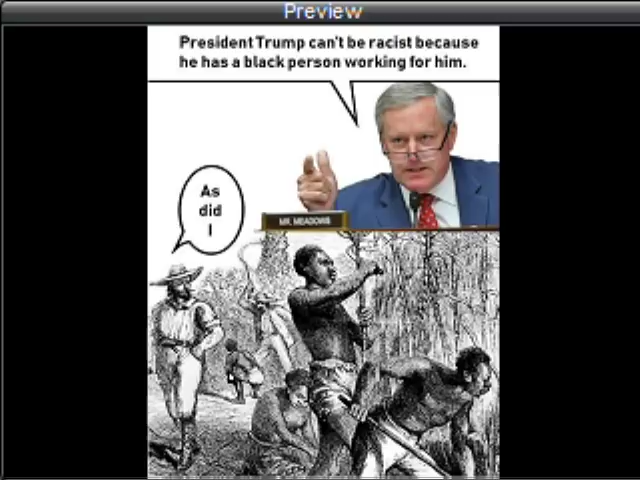 Preview
President Trump can't be racist because
he has a black person working for him.
As
did
I
MR. MEADOWS